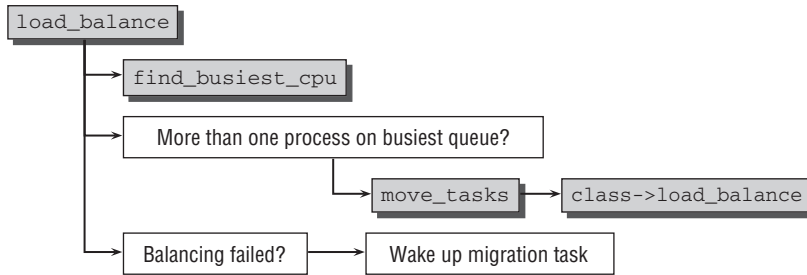 load_balance
find_busiest_cpu
More than one process on busiest queue?
move_tasks
class->load_balance
Balancing failed?
Wake up migration task